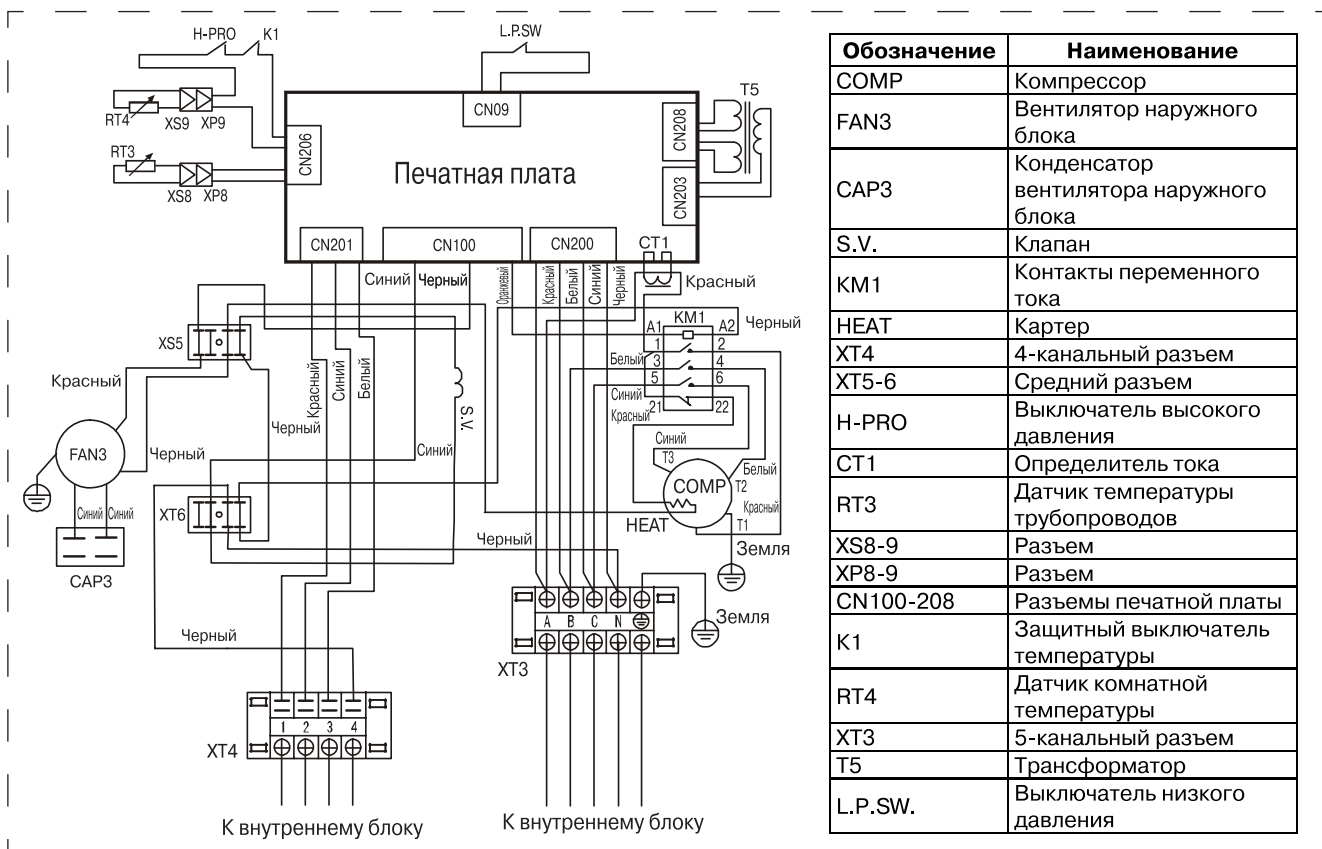 H-PRO K1
L.P.SW
T5
RT4 XS9 XP9
CN09
CN208
RT3
CN206
Печатная плата
CN203
XS8 XP8
CN201 CN100 CN200 CT1
Синий Черный Оранжевый Красный Белый Синий Черный Красный
XS5
A1 KM1 A2 Черный
1 2
Белый 3 4
5 6
Синий
Красный 21 22
Красный
Черный Красный Синий Белый
S.V.
FAN3 Черный
Синий
Синий
T3
Белый
COMP T2
Красный
HEAT T1
Синий Синий
XT6
Черный
Земля
CAP3
Земля
A B C N
XT3
Черный
1 2 3 4
XT4
К внутреннему блоку
К внутреннему блоку
Обозначение Наименование
COMP Компрессор
FAN3 Вентилятор наружного
блока
CAP3 Конденсатор
вентилятора наружного
блока
S.V. Клапан
KM1 Контакты переменного
тока
HEAT Картер
XT4 4-канальный разъем
XT5-6 Средний разъем
H-PRO Выключатель высокого
давления
CT1 Определитель тока
RT3 Датчик температуры
трубопроводов
XS8-9 Разъем
XP8-9 Разъем
CN100-208 Разъемы печатной платы
K1 Защитный выключатель
температуры
RT4 Датчик комнатной
температуры
XT3 5-канальный разъем
T5 Трансформатор
L.P.SW. Выключатель низкого
давления